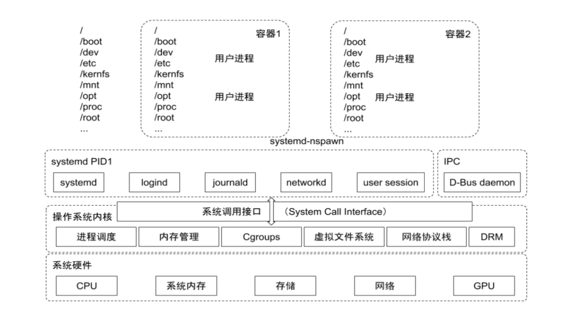 /
/boot
/dev
/etc
/kernfs
/mnt
/opt
/proc
/root
...
容器1
/
/boot
/dev
/etc
/kernfs
/mnt
/opt
/proc
/root
...
用户进程
用户进程
容器2
/
/boot
/dev
/etc
/kernfs
/mnt
/opt
/proc
/root
...
用户进程
用户进程
systemd-nspawn
systemd PID1
systemd
logind
journald
networkd
user session
IPC
D-Bus daemon
操作系统内核
系统调用接口 （System Call Interface）
进程调度
内存管理
Cgroups
虚拟文件系统
网络协议栈
DRM
系统硬件
CPU
系统内存
存储
网络
GPU